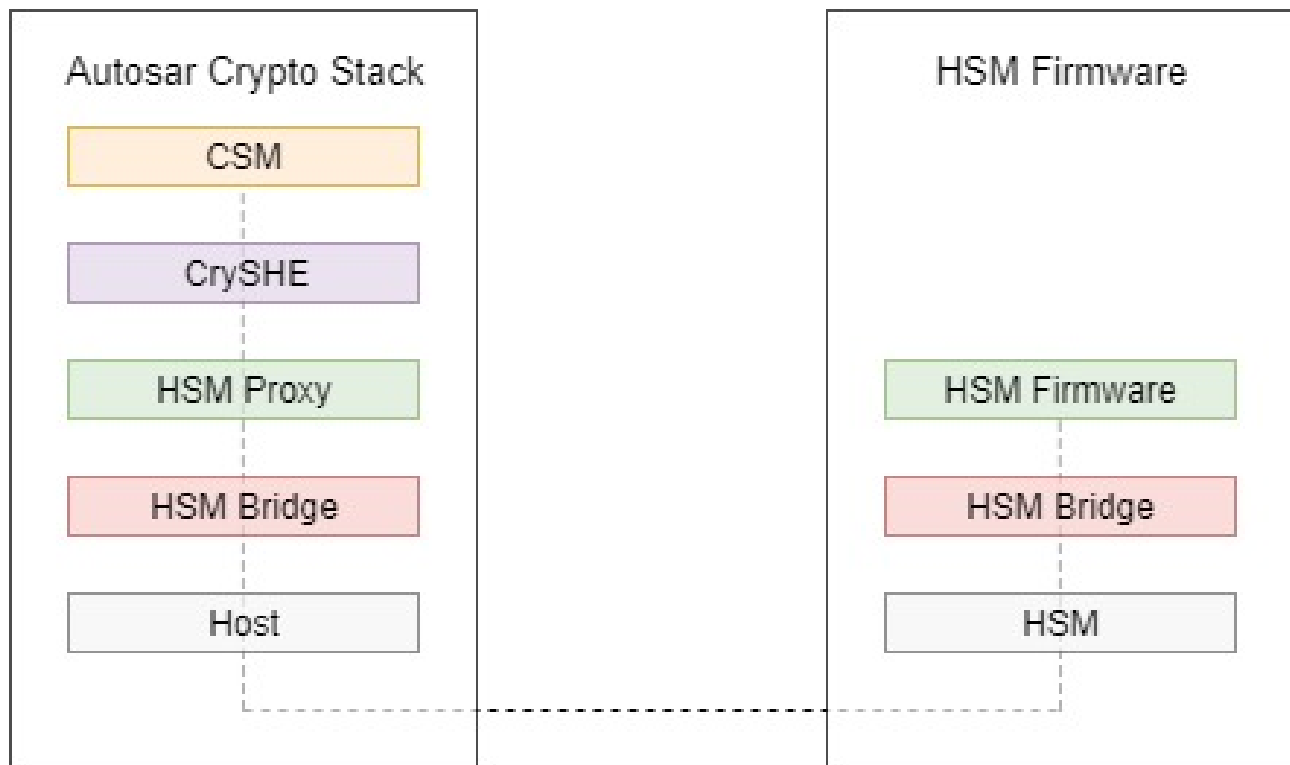 Autosar Crypto Stack
CSM
CrySHE
HSM Proxy
HSM Bridge
Host
HSM Firmware
HSM Firmware
HSM Bridge
HSM